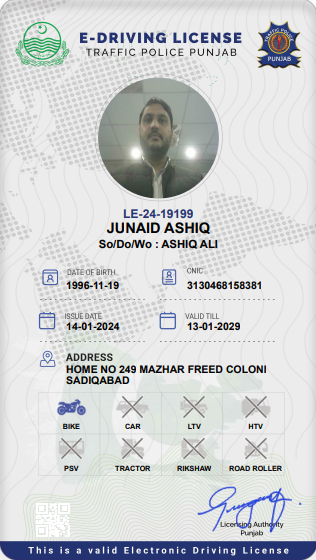 E-DRIVING LICENSE
TRAFFIC POLICE PUNJAB
TRAFFIC POLICE
PUNJAB
LE-24-19199
JUNAID ASHIQ
So/Do/Wo : ASHIQ ALI
DATE OF BIRTH
1996-11-19
CNIC
3130468158381
ISSUE DATE
14-01-2024
VALID TILL
13-01-2029
ADDRESS
HOME NO 249 MAZHAR FREED COLONI
SADIQABAD
BIKE
CAR
LTV
HTV
PSV
TRACTOR
RIKSHAW
ROAD ROLLER
Licensing Authority
Punjab
This is a valid Electronic Driving License